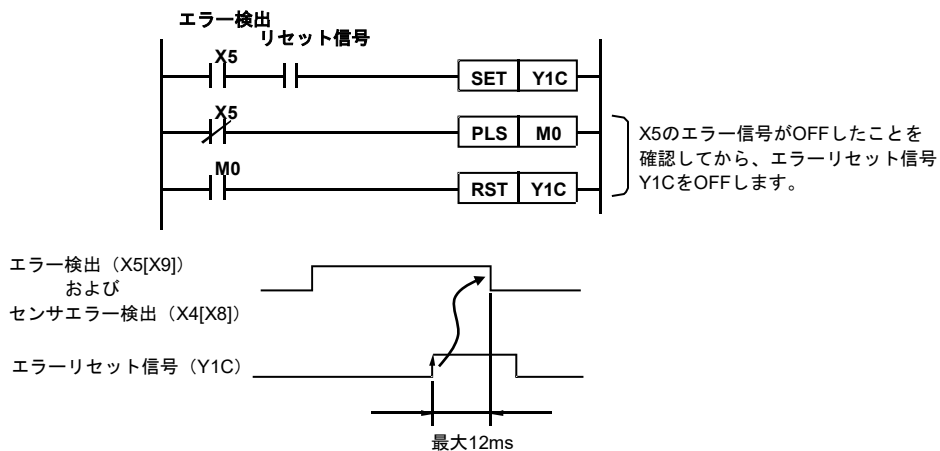 エラー検出
リセット信号
X5
SET Y1C
X5
PLS M0
M0
RST Y1C
X5のエラー信号がOFFしたことを
確認してから、エラーリセット信号
Y1CをOFFします。
エラー検出（X5[X9]）
および
センサエラー検出（X4[X8]）
エラーリセット信号（Y1C）
最大12ms